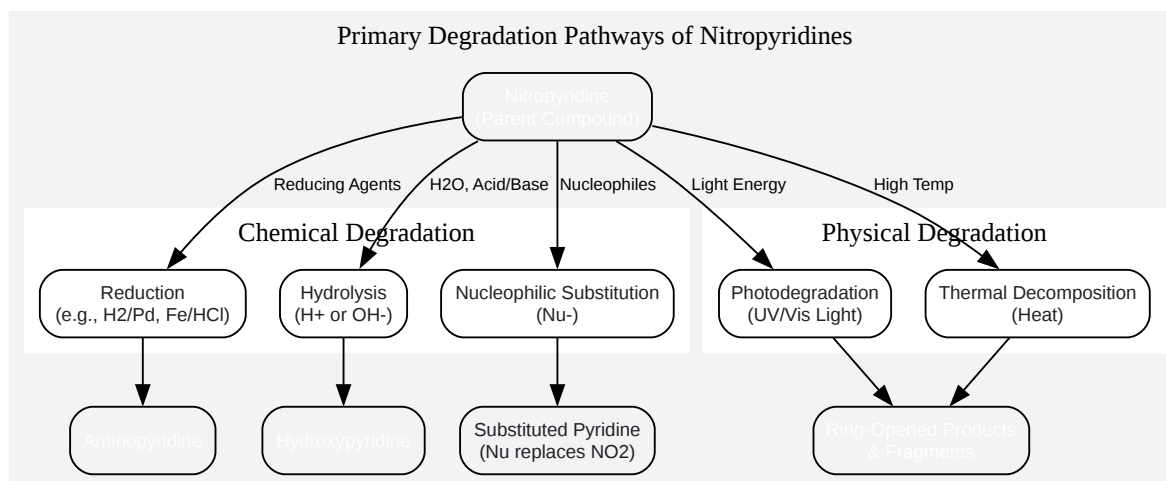 Primary Degradation Pathways of Nitropyridines
Nitropyridine
(Parent Compound)
Reducing Agents
H2O, Acid/Base
Nucleophiles
Light Energy
High Temp
Chemical Degradation
Physical Degradation
Reduction
(e.g., H2/Pd, Fe/HCl)
Hydrolysis
(H+ or OH-)
Nucleophilic Substitution
(Nu-)
Photodegradation
(UV/Vis Light)
Thermal Decomposition
(Heat)
Aminopyridine
Hydroxypyridine
Substituted Pyridine
(Nu replaces NO2)
Ring-Opened Products
& Fragments